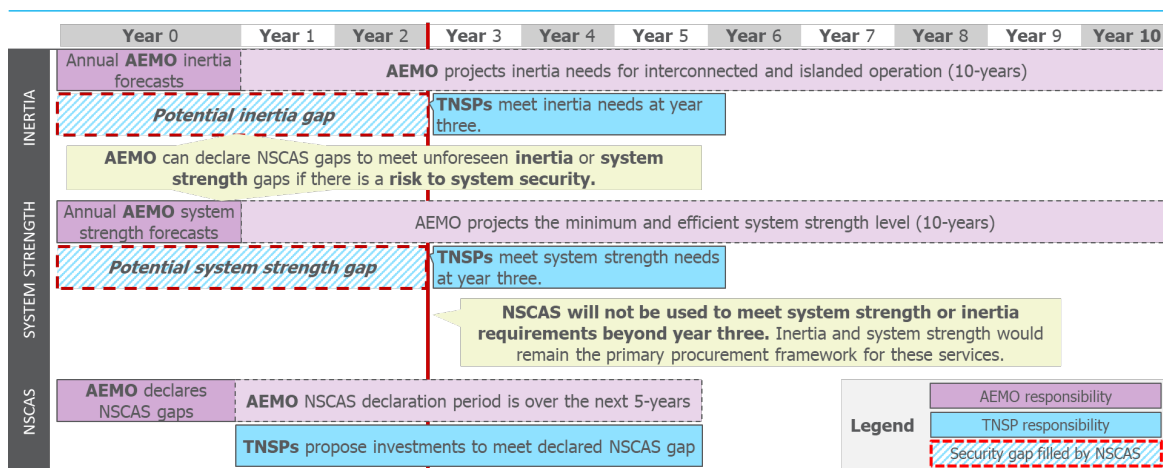 Year 0 Year 1 Year 2 Year 3 Year 4 Year 5 Year 6 Year 7 Year 8 Year 9 Year 10
INERTIA
Annual AEMO inertia
forecasts
AEMO projects inertia needs for interconnected and islanded operation (10-years)
Potential inertia gap
TNSPs meet inertia needs at year
three.
AEMO can declare NSCAS gaps to meet unforeseen inertia or system
strength gaps if there is a risk to system security.
SYSTEM STRENGTH
Annual AEMO system
strength forecasts
AEMO projects the minimum and efficient system strength level (10-years)
Potential system strength gap
TNSPs meet system strength needs
at year three.
NSCAS will not be used to meet system strength or inertia
requirements beyond year three. Inertia and system strength would
remain the primary procurement framework for these services.
NSCAS
AEMO declares
NSCAS gaps
AEMO NSCAS declaration period is over the next 5-years
TNSPs propose investments to meet declared NSCAS gap
Legend
AEMO responsibility
TNSP responsibility
Security gap filled by NSCAS